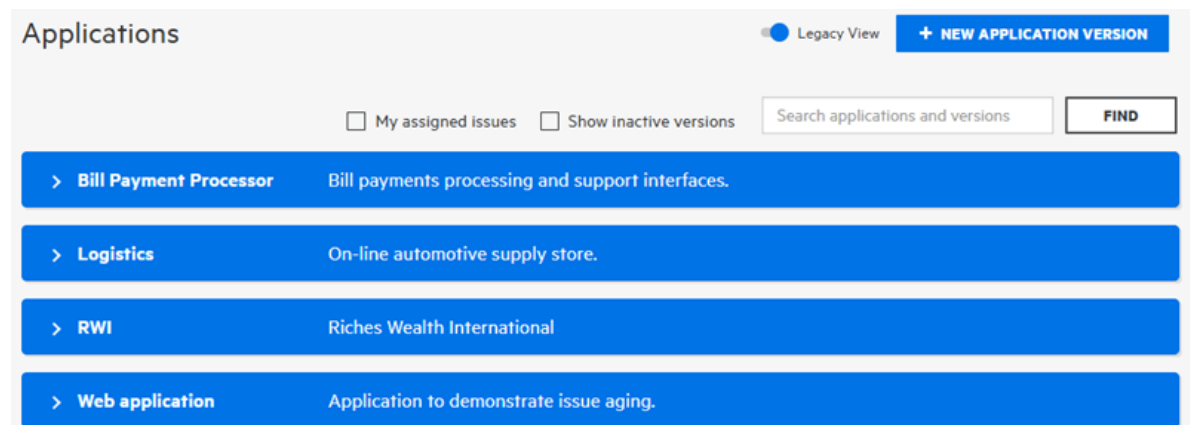 Applications
Legacy View
+ NEW APPLICATION VERSION
My assigned issues
Show inactive versions
Search applications and versions
FIND
Bill Payment Processor Bill payments processing and support interfaces.
Logistics On-line automotive supply store.
RWI Riches Wealth International
Web application Application to demonstrate issue aging.